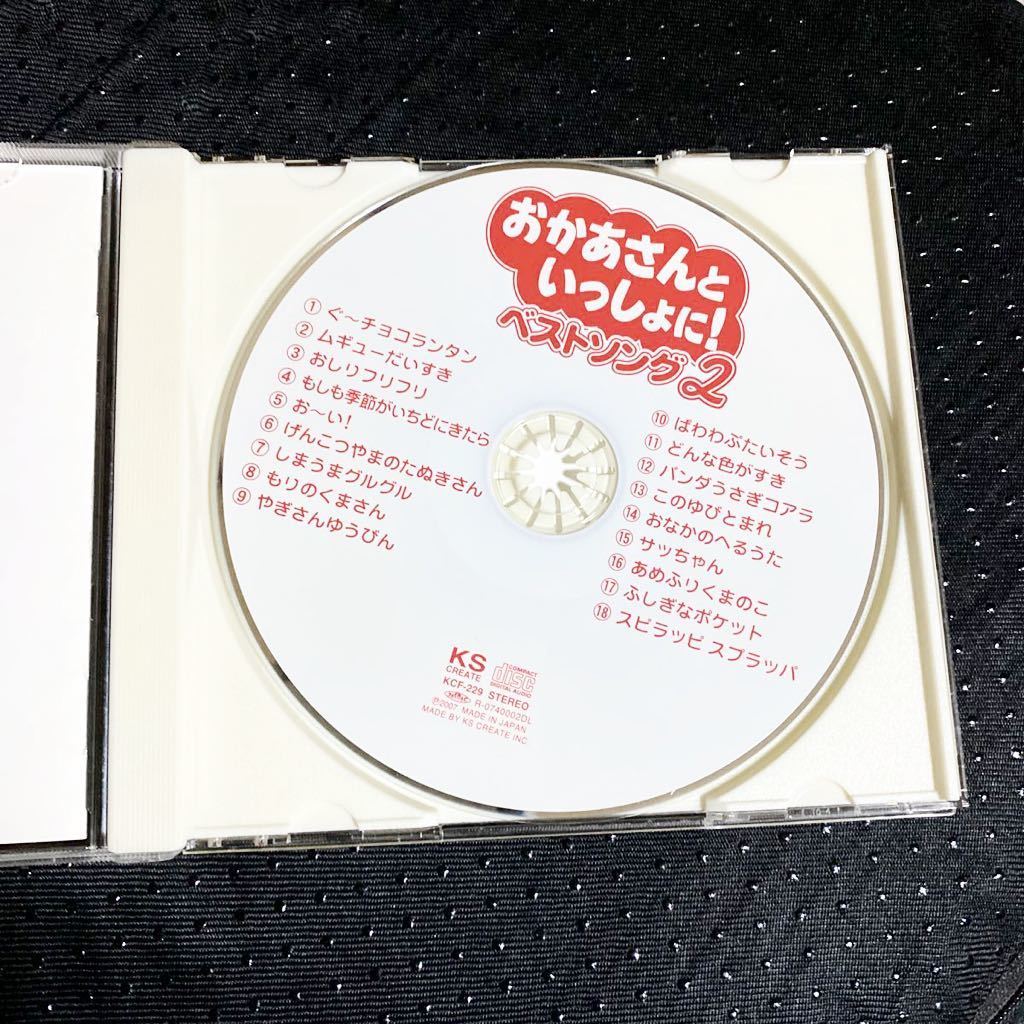 おかあさんと
いっしょに!
ベストソング2
① ぐ〜チョコランタン
② ムギューだいすき
③ おしりフリフリ
④ もしも季節がいちどにきたら
⑤ お〜い!
⑥ げんこつやまのたぬきさん
⑦ しまうまグルグル
⑧ もりのくまさん
⑨ やぎさんゆうびん
⑩ ぱわわぷたいそう
⑪ どんな色がすき
⑫ パンダうさぎコアラ
⑬ このゆびとまれ
⑭ おなかのへるうた
⑮ サッちゃん
⑯ あめふりくまのこ
⑰ ふしぎなポケット
⑱ スピラッピ スプラッパ
KS
CREATE
COMPACT
disc
DIGITAL AUDIO
KCF-229 STEREO
R-0740002DL
℗2007 MADE IN JAPAN
MADE BY KS CREATE INC